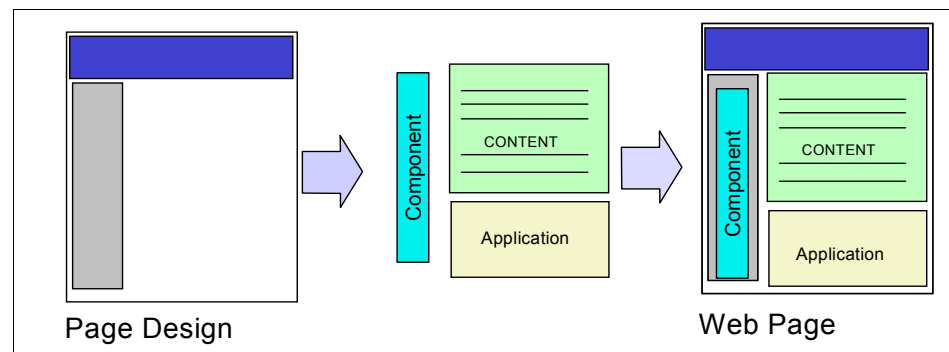 Component
CONTENT
Application
Component
CONTENT
Application
Page Design
Web Page